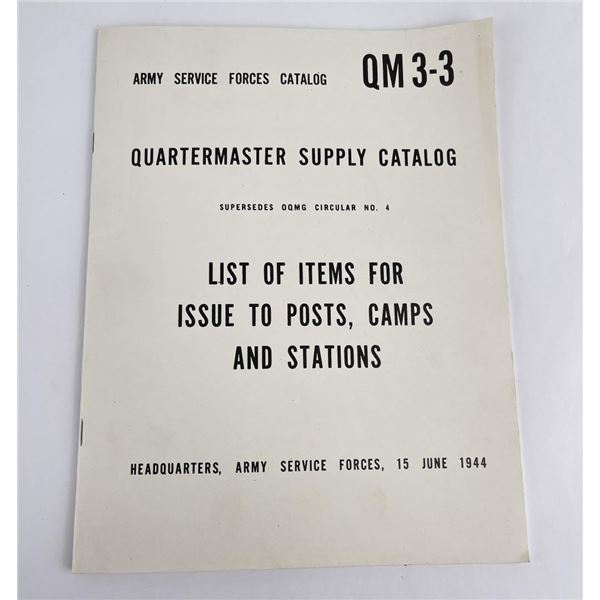 ARMY SERVICE FORCES CATALOG QM 3-3
QUARTERMASTER SUPPLY CATALOG
SUPERSEDES OQMG CIRCULAR NO. 4
LIST OF ITEMS FOR
ISSUE TO POSTS, CAMPS
AND STATIONS
HEADQUARTERS, ARMY SERVICE FORCES, 15 JUNE 1944